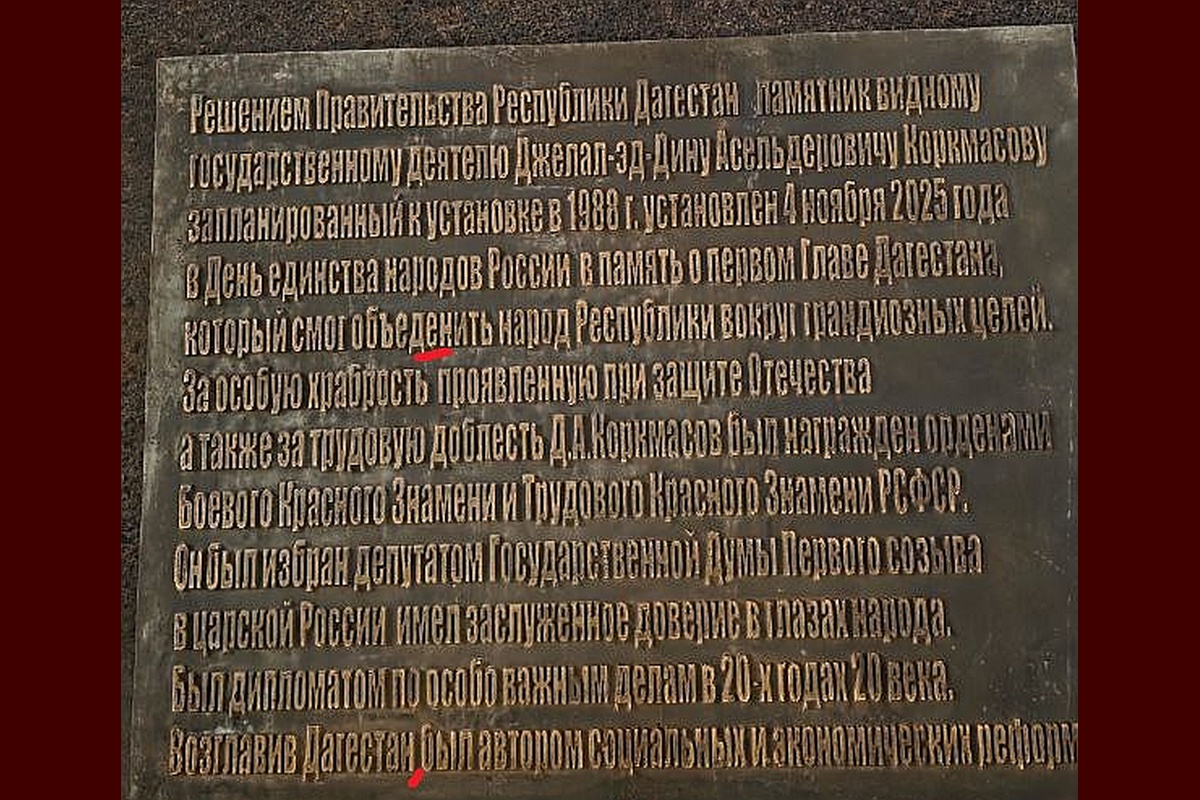 Решением Правительства Республики Дагестан памятник видному
государственному деятелю Джелал-эд-Дину Асельдеровичу Коркмасову
запланированный к установке в 1988 г. установлен 4 ноября 2025 года
в День единства народов России в память о первом Главе Дагестана,
который смог объеденить народ Республики вокруг грандиозных целей.
За особую храбрость проявленную при защите Отечества
а также за трудовую доблесть Д.А.Коркмасов был награжден орденами
Боевого Красного Знамени и Трудового Красного Знамени РСФСР.
Он был избран депутатом Государственной Думы Первого созыва
в царской России имел заслуженное доверие в глазах народа.
Был дипломатом по особо важным делам в 20-х годах 20 века.
Возглавив Дагестан был автором социальных и экономических реформ